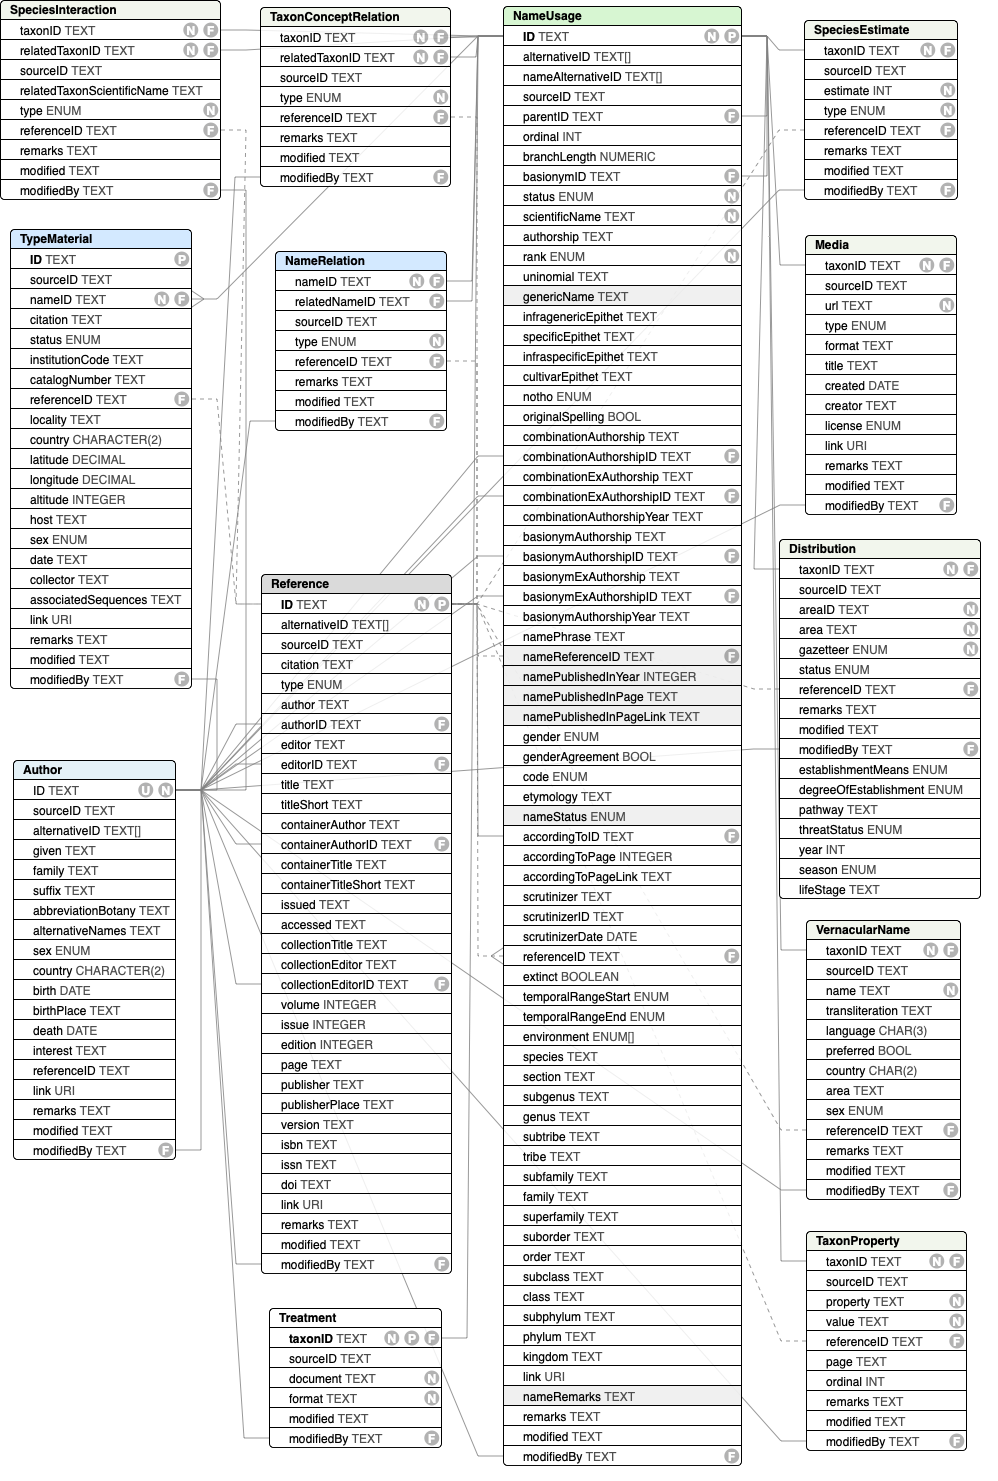 SpeciesInteraction
taxonID TEXT N F
relatedTaxonID TEXT N F
sourceID TEXT
relatedTaxonScientificName TEXT
type ENUM N
referenceID TEXT F
remarks TEXT
modified TEXT
modifiedBy TEXT F
TaxonConceptRelation
taxonID TEXT N F
relatedTaxonID TEXT N F
sourceID TEXT
type ENUM N
referenceID TEXT F
remarks TEXT
modified TEXT
modifiedBy TEXT F
NameUsage
ID TEXT N P
alternativeID TEXT[]
nameAlternativeID TEXT[]
sourceID TEXT
parentID TEXT F
ordinal INT
branchLength NUMERIC
basionymID TEXT F
status ENUM N
scientificName TEXT N
authorship TEXT
rank ENUM N
uninomial TEXT
genericName TEXT
infragenericEpithet TEXT
specificEpithet TEXT
infraspecificEpithet TEXT
cultivarEpithet TEXT
notho ENUM
originalSpelling BOOL
combinationAuthorship TEXT
combinationAuthorshipID TEXT F
combinationExAuthorship TEXT
combinationExAuthorshipID TEXT F
combinationAuthorshipYear TEXT
basionymAuthorship TEXT
basionymAuthorshipID TEXT F
basionymExAuthorship TEXT
basionymExAuthorshipID TEXT F
basionymAuthorshipYear TEXT
namePhrase TEXT
nameReferenceID TEXT F
namePublishedInYear INTEGER
namePublishedInPage TEXT
namePublishedInPageLink TEXT
gender ENUM
genderAgreement BOOL
code ENUM
etymology TEXT
nameStatus ENUM
accordingToID TEXT F
accordingToPage INTEGER
accordingToPageLink TEXT
scrutinizer TEXT
scrutinizerID TEXT
scrutinizerDate DATE
referenceID TEXT F
extinct BOOLEAN
temporalRangeStart ENUM
temporalRangeEnd ENUM
environment ENUM[]
species TEXT
section TEXT
subgenus TEXT
genus TEXT
subtribe TEXT
tribe TEXT
subfamily TEXT
family TEXT
superfamily TEXT
suborder TEXT
order TEXT
subclass TEXT
class TEXT
subphylum TEXT
phylum TEXT
kingdom TEXT
link URI
nameRemarks TEXT
remarks TEXT
modified TEXT
modifiedBy TEXT F
SpeciesEstimate
taxonID TEXT N F
sourceID TEXT
estimate INT N
type ENUM N
referenceID TEXT F
remarks TEXT
modified TEXT
modifiedBy TEXT F
TypeMaterial
ID TEXT P
sourceID TEXT
nameID TEXT N F
citation TEXT
status ENUM
institutionCode TEXT
catalogNumber TEXT
referenceID TEXT F
locality TEXT
country CHARACTER(2)
latitude DECIMAL
longitude DECIMAL
altitude INTEGER
host TEXT
sex ENUM
date TEXT
collector TEXT
associatedSequences TEXT
link URI
remarks TEXT
modified TEXT
modifiedBy TEXT F
NameRelation
nameID TEXT N F
relatedNameID TEXT F
sourceID TEXT
type ENUM N
referenceID TEXT F
remarks TEXT
modified TEXT
modifiedBy TEXT F
Media
taxonID TEXT N F
sourceID TEXT
url TEXT N
type ENUM
format TEXT
title TEXT
created DATE
creator TEXT
license ENUM
link URI
remarks TEXT
modified TEXT
modifiedBy TEXT F
Distribution
taxonID TEXT N F
sourceID TEXT
areaID TEXT N
area TEXT N
gazetteer ENUM N
status ENUM
referenceID TEXT F
remarks TEXT
modified TEXT
modifiedBy TEXT F
establishmentMeans ENUM
degreeOfEstablishment ENUM
pathway TEXT
threatStatus ENUM
year INT
season ENUM
lifeStage TEXT
Reference
ID TEXT N P
alternativeID TEXT[]
sourceID TEXT
citation TEXT
type ENUM
author TEXT
authorID TEXT F
editor TEXT
editorID TEXT F
title TEXT
titleShort TEXT
containerAuthor TEXT
containerAuthorID TEXT F
containerTitle TEXT
containerTitleShort TEXT
issued TEXT
accessed TEXT
collectionTitle TEXT
collectionEditor TEXT
collectionEditorID TEXT F
volume INTEGER
issue INTEGER
edition INTEGER
page TEXT
publisher TEXT
publisherPlace TEXT
version TEXT
isbn TEXT
issn TEXT
doi TEXT
link URI
remarks TEXT
modified TEXT
modifiedBy TEXT F
Author
ID TEXT U N
sourceID TEXT
alternativeID TEXT[]
given TEXT
family TEXT
suffix TEXT
abbreviationBotany TEXT
alternativeNames TEXT
sex ENUM
country CHARACTER(2)
birth DATE
birthPlace TEXT
death DATE
interest TEXT
referenceID TEXT
link URI
remarks TEXT
modified TEXT
modifiedBy TEXT F
VernacularName
taxonID TEXT N F
sourceID TEXT
name TEXT N
transliteration TEXT
language CHAR(3)
preferred BOOL
country CHAR(2)
area TEXT
sex ENUM
referenceID TEXT F
remarks TEXT
modified TEXT
modifiedBy TEXT F
TaxonProperty
taxonID TEXT N F
sourceID TEXT
property TEXT N
value TEXT N
referenceID TEXT F
page TEXT
ordinal INT
remarks TEXT
modified TEXT
modifiedBy TEXT F
Treatment
taxonID TEXT N P F
sourceID TEXT
document TEXT N
format TEXT N
modified TEXT
modifiedBy TEXT F